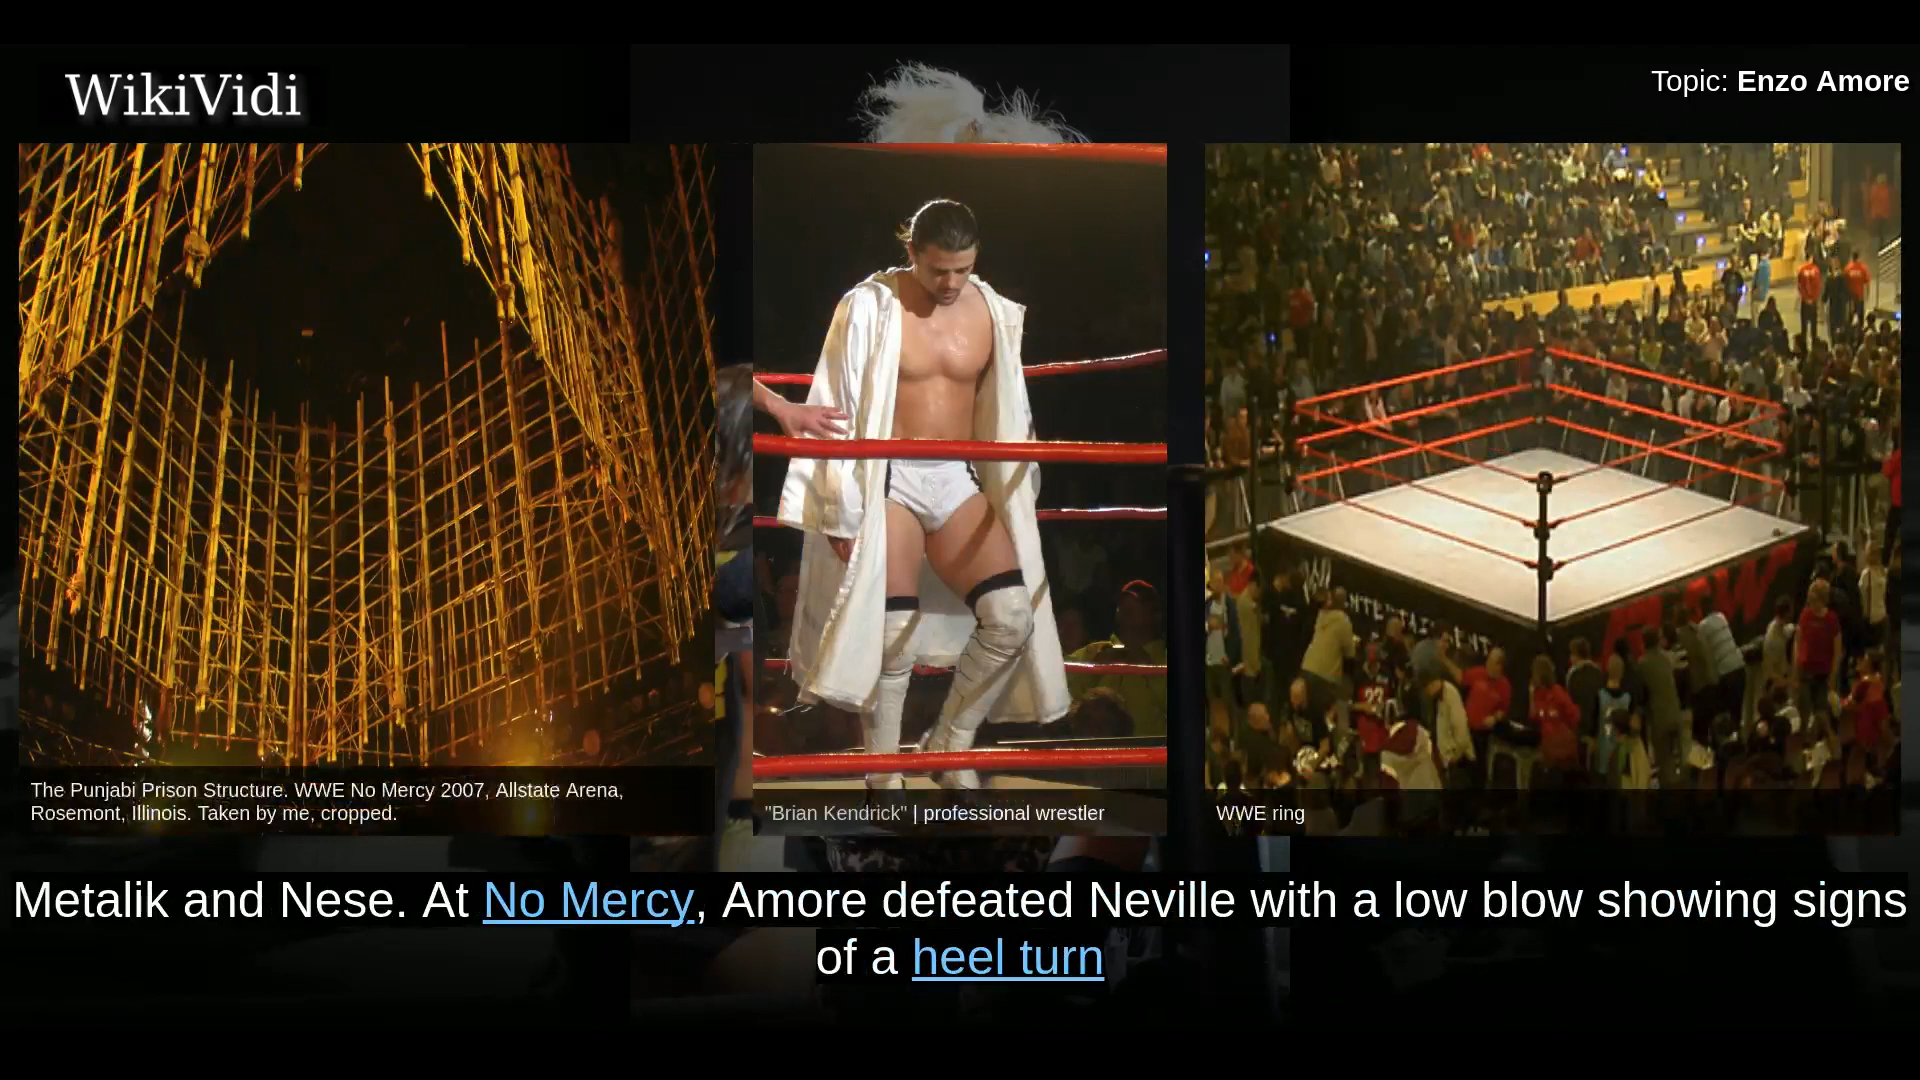 WikiVidi
Topic: Enzo Amore
The Punjabi Prison Structure. WWE No Mercy 2007, Allstate Arena,
Rosemont, Illinois. Taken by me, cropped.
"Brian Kendrick" | professional wrestler
WWE ring
Metalik and Nese. At No Mercy, Amore defeated Neville with a low blow showing signs
of a heel turn